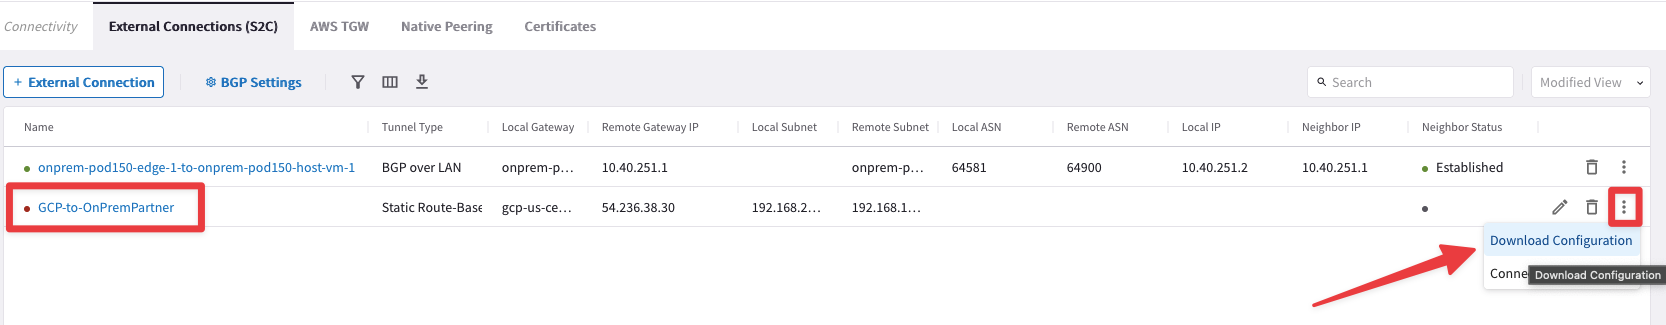 Connectivity External Connections (S2C) AWS TGW Native Peering Certificates
+ External Connection BGP Settings Search Modified View
Name Tunnel Type Local Gateway Remote Gateway IP Local Subnet Remote Subnet Local ASN Remote ASN Local IP Neighbor IP Neighbor Status
onprem-pod150-edge-1-to-onprem-pod150-host-vm-1 BGP over LAN onprem-p... 10.40.251.1 onprem-p... 64581 64900 10.40.251.2 10.40.251.1 Established
GCP-to-OnPremPartner Static Route-Base gcp-us-ce... 54.236.38.30 192.168.2... 192.168.1...
Download Configuration
Conne
Download Configuration